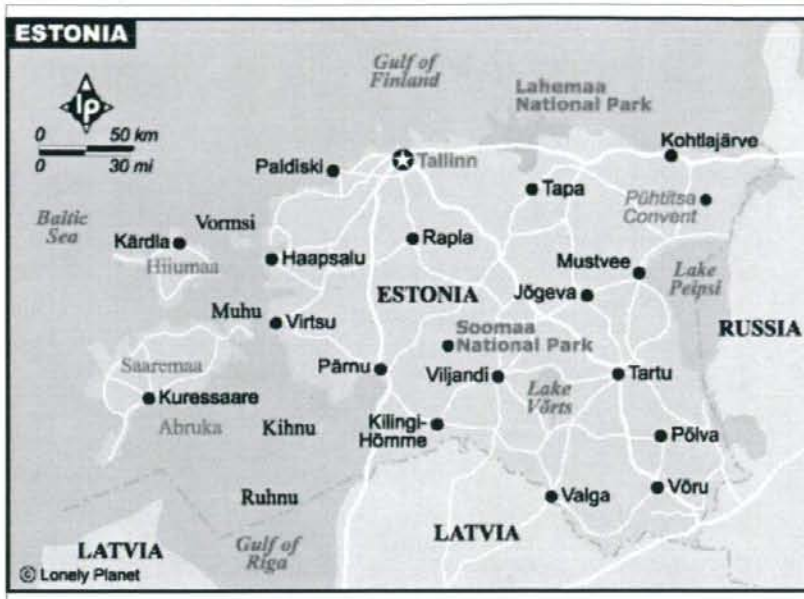 ESTONIA
lp
0 50 km
0 30 mi
Gulf of
Finland
Lahemaa
National Park
Kohtlajärve
Tallinn
Paldiski
Tapa
Pühtitsa
Convent
Baltic
Sea
Vormsi
Kärdla
Hiiumaa
Haapsalu
Rapla
Mustvee
Lake
Peipsi
ESTONIA
Jõgeva
Muhu
Virtsu
RUSSIA
Soomaa
National Park
Saaremaa
Pärnu
Viljandi
Lake
Võrts
Tartu
Kuressaare
Abruka
Kihnu
Kilingi-
Hõmme
Põlva
Ruhnu
Valga
Võru
LATVIA
LATVIA
Gulf of
Riga
© Lonely Planet